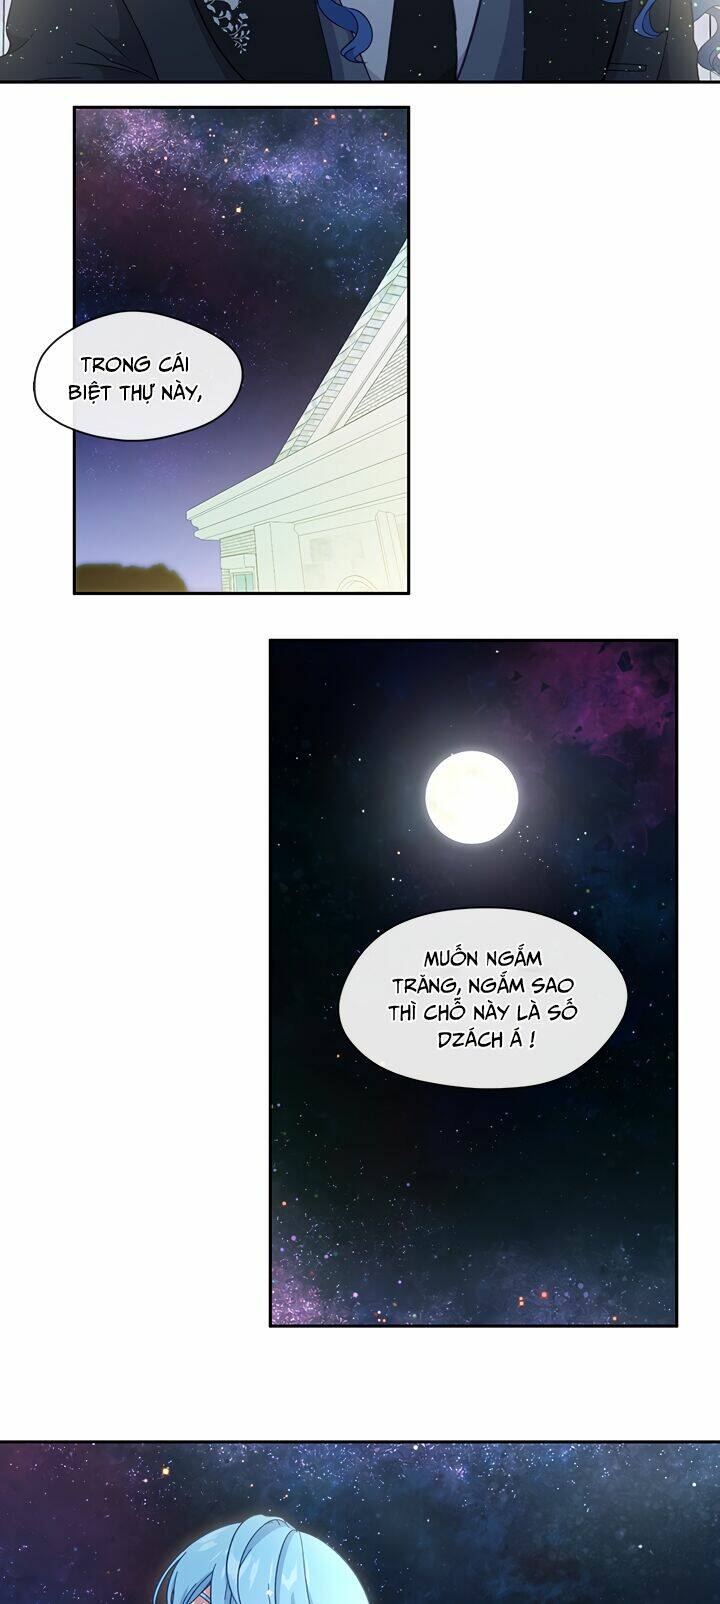 TRONG CÁI
BIỆT THỰ NÀY,
MUỐN NGẮM
TRĂNG, NGẮM SAO
THÌ CHỖ NÀY LÀ SỐ
DZÁCH Á !